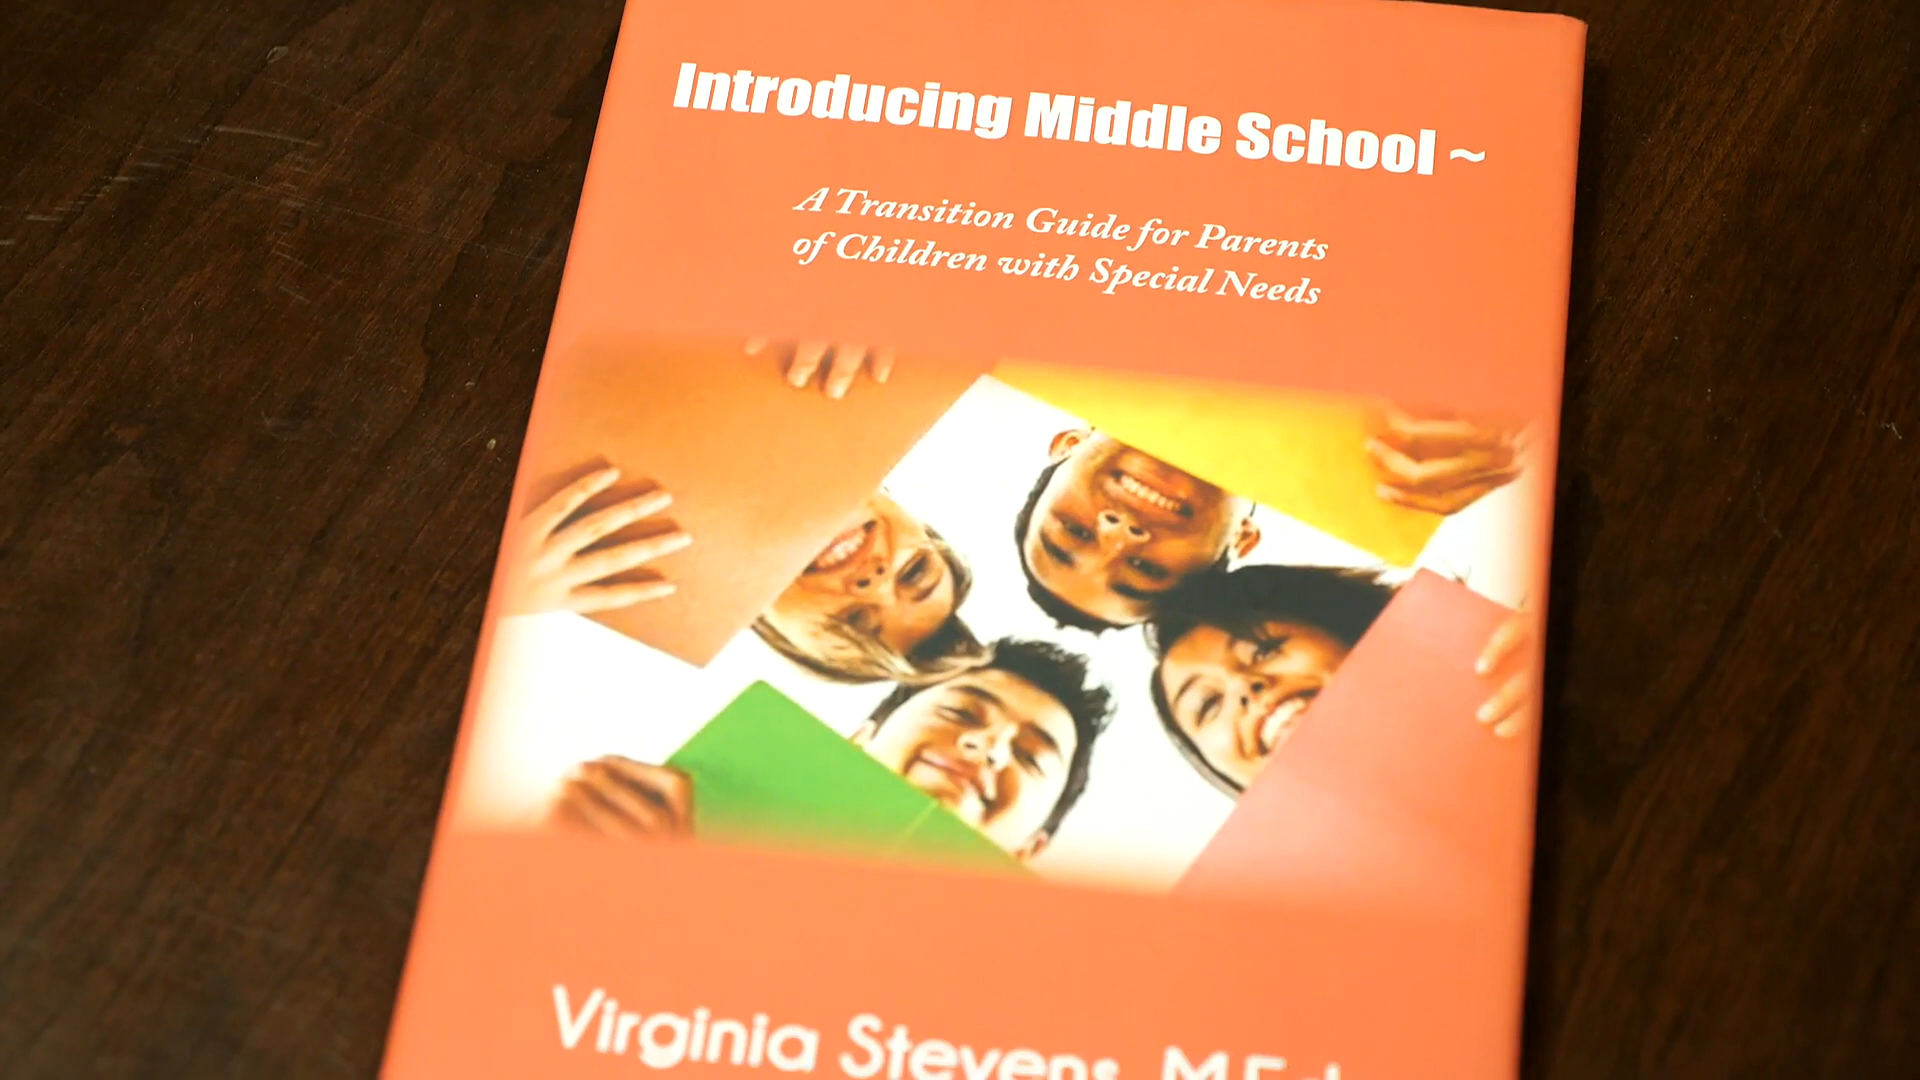 Introducing Middle School ~
A Transition Guide for Parents
of Children with Special Needs
Virginia Stevens, M.Ed.